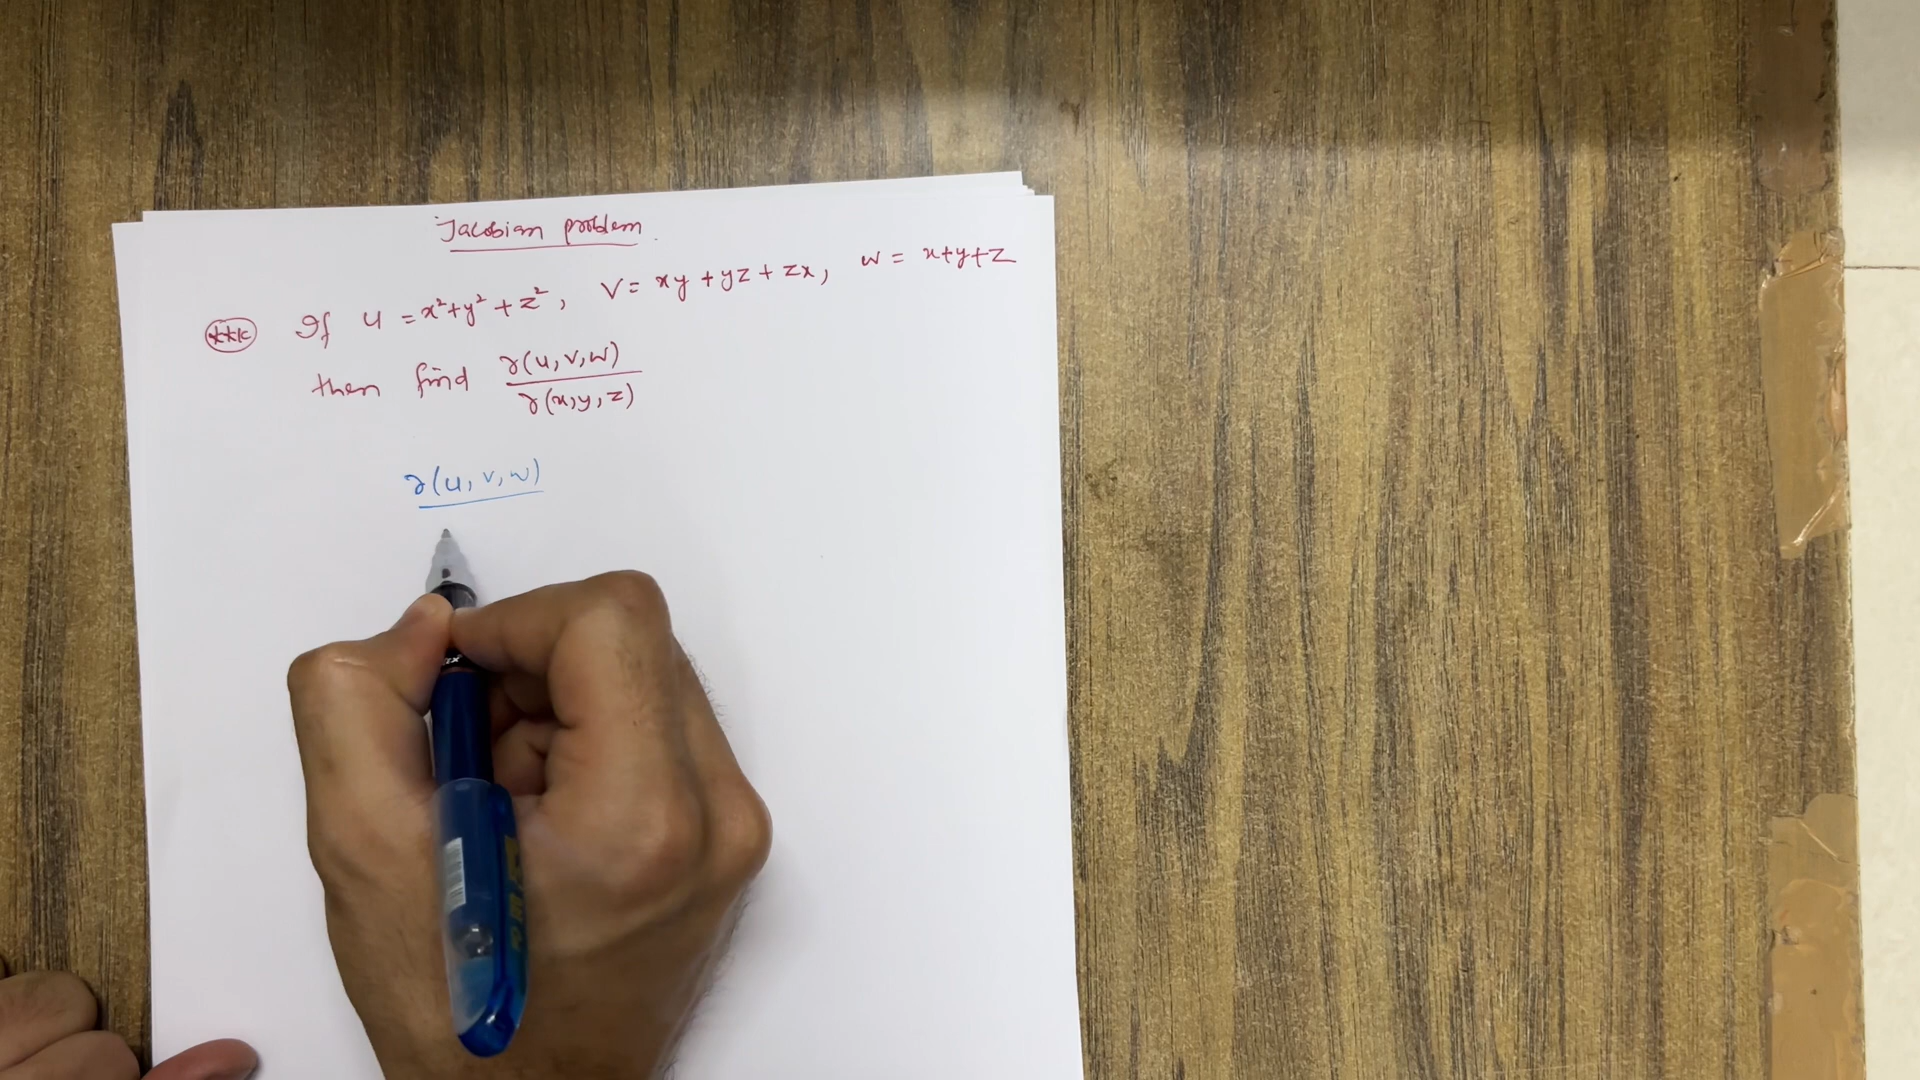 Jacobian problem.
*** If u = x² + y² + z², v = xy + yz + zx, w = x+y+z
then find ∂(u, v, w) / ∂(x, y, z)
∂(u, v, w)